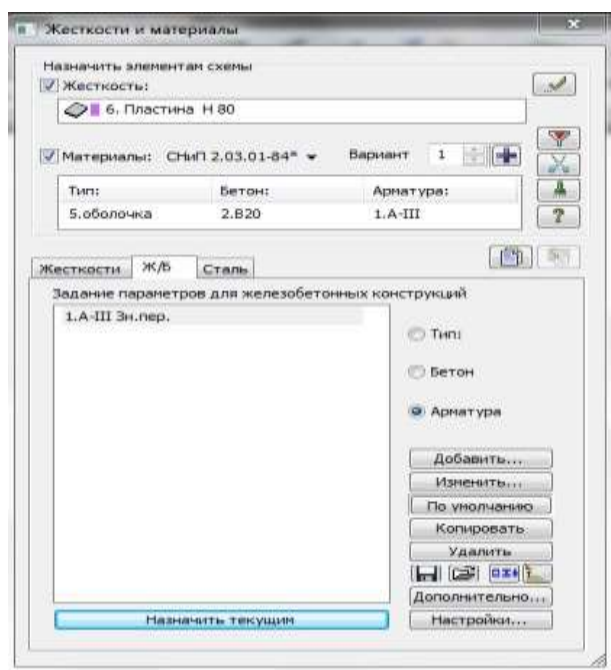 Жесткости и материалы
Назначить элементам схемы
Жесткость:
6. Пластина Н 80
Материалы: СНиП 2.03.01-84* Вариант 1
Тип: Бетон: Арматура:
5.оболочка 2.B20 1.A-III
Жесткости Ж/Б Сталь
Задание параметров для железобетонных конструкций
1.A-III Зн.пер.
Тип:
Бетон
Арматура
Добавить...
Изменить...
По умолчанию
Копировать
Удалить
Дополнительно...
Назначить текущим Настройки...